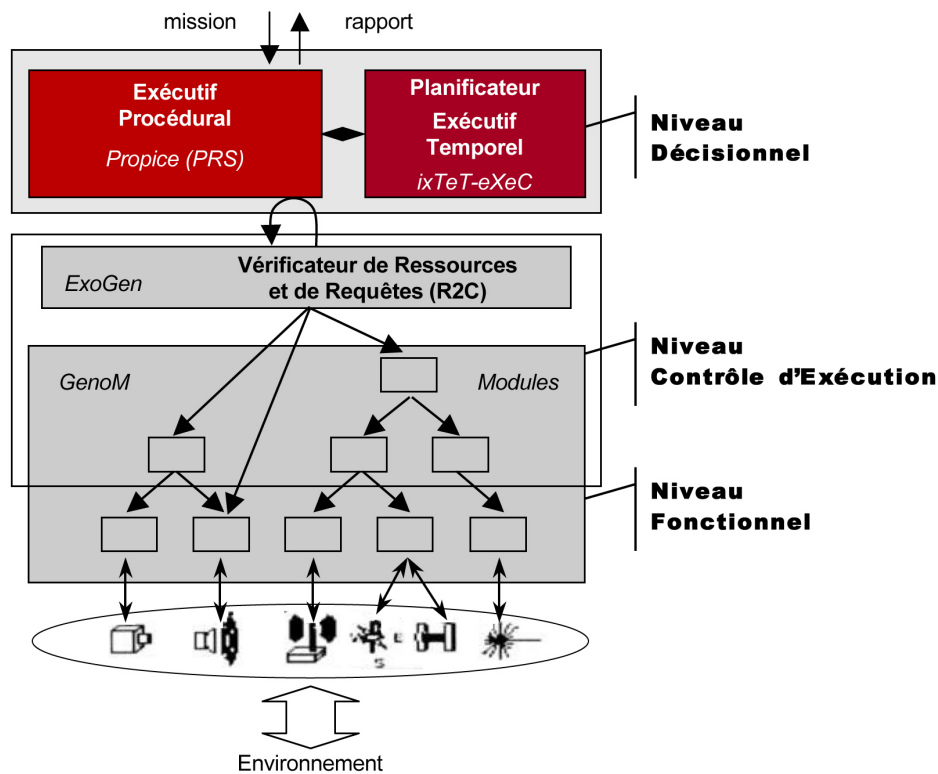 mission
rapport
Exécutif
Procédural
Propice (PRS)
Planificateur
Exécutif
Temporel
ixTeT-eXeC
Niveau
Décisionnel
ExoGen
Vérificateur de Ressources
et de Requêtes (R2C)
Niveau
Contrôle d'Exécution
GenoM
Modules
Niveau
Fonctionnel
E
S
Environnement